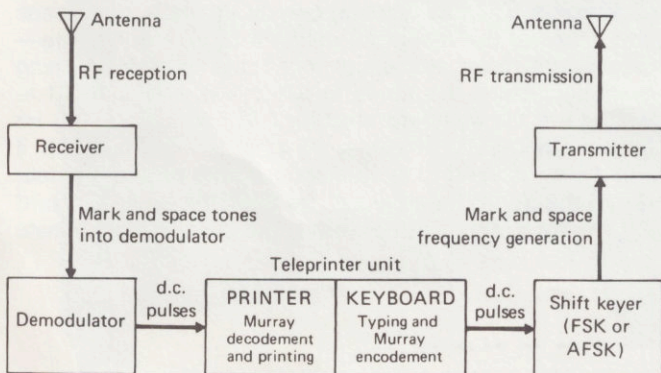 Antenna
RF reception
Receiver
Mark and space tones
into demodulator
Demodulator
d.c.
pulses
Teleprinter unit
PRINTER
Murray
decodement
and printing
KEYBOARD
Typing and
Murray
encodement
d.c.
pulses
Shift keyer
(FSK or
AFSK)
Mark and space
frequency generation
Transmitter
RF transmission
Antenna